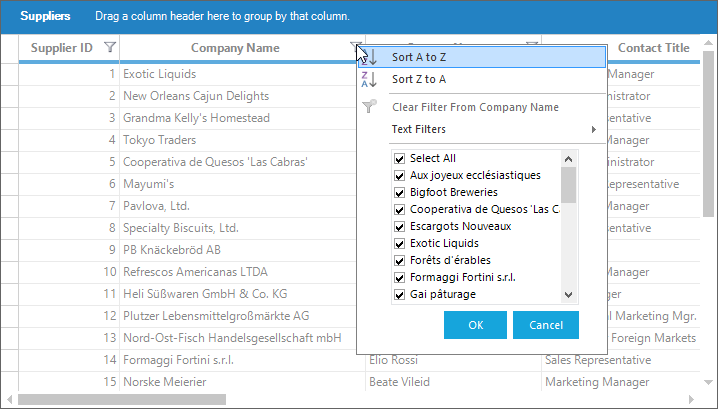 Suppliers Drag a column header here to group by that column.
Supplier ID Company Name Contact Title
1 Exotic Liquids Manager
2 New Orleans Cajun Delights
3 Grandma Kelly's Homestead
4 Tokyo Traders Manager
5 Cooperativa de Quesos 'Las Cabras'
6 Mayumi's Representative
7 Pavlova, Ltd. Manager
8 Specialty Biscuits, Ltd.
9 PB Knäckebröd AB
10 Refrescos Americanas LTDA Manager
11 Heli Süßwaren GmbH & Co. KG Manager
12 Plutzer Lebensmittelgroßmärkte AG Marketing Mgr.
13 Nord-Ost-Fisch Handelsgesellschaft mbH Foreign Markets
14 Formaggi Fortini s.r.l. Elio Rossi Sales Representative
15 Norske Meierier Beate Vileid Marketing Manager
Sort A to Z
Sort Z to A
Clear Filter From Company Name
Text Filters
Select All
Aux joyeux ecclésiastiques
Bigfoot Breweries
Cooperativa de Quesos 'Las C
Escargots Nouveaux
Exotic Liquids
Forêts d'érables
Formaggi Fortini s.r.l.
Gai pâturage
OK Cancel